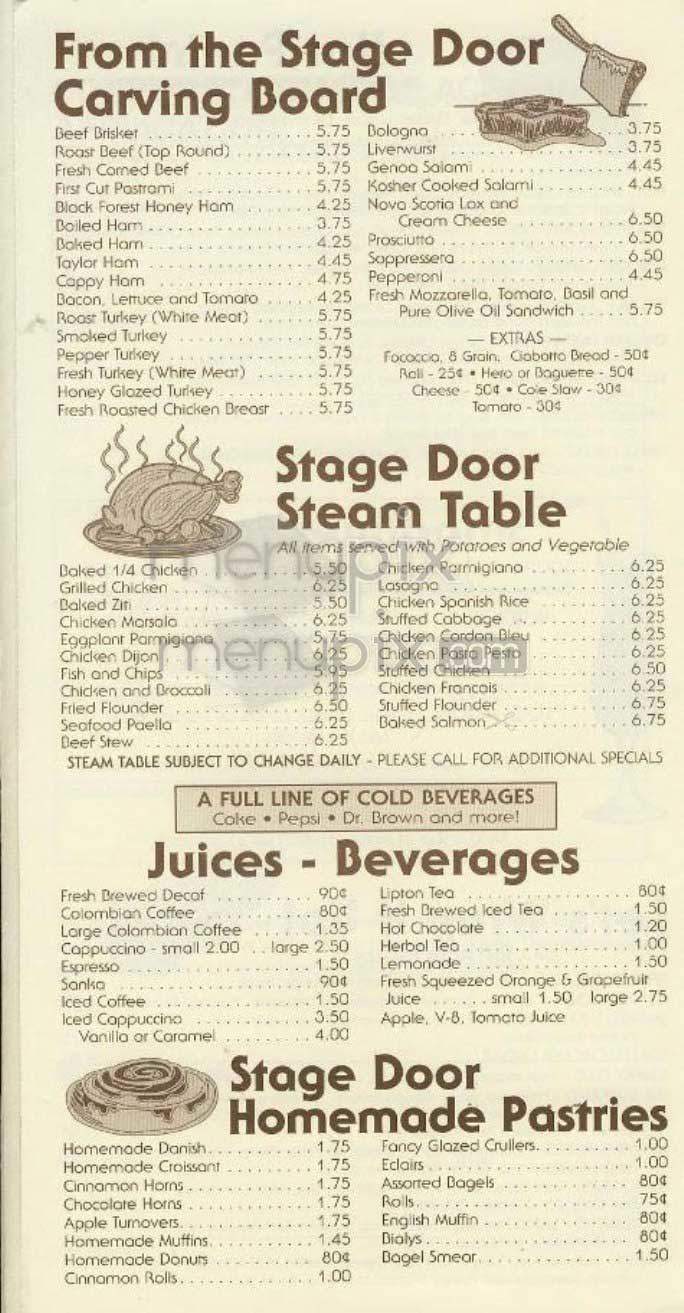 From the Stage Door
Carving Board
Beef Brisket . . . . . . . . . . . . . . . 5.75
Roast Beef (Top Round) . . . . . . . . . 5.75
Fresh Corned Beef . . . . . . . . . . . 5.75
First Cut Pastrami . . . . . . . . . . . 5.75
Black Forest Honey Ham . . . . . . . 4.25
Boiled Ham . . . . . . . . . . . . . . . 3.75
Baked Ham . . . . . . . . . . . . . . . 4.25
Taylor Ham . . . . . . . . . . . . . . . 4.45
Cappy Ham . . . . . . . . . . . . . . . 4.75
Bacon, Lettuce and Tomato . . . . . . 4.25
Roast Turkey (White Meat) . . . . . . . 5.75
Smoked Turkey . . . . . . . . . . . . . 5.75
Pepper Turkey . . . . . . . . . . . . . 5.75
Fresh Turkey (White Meat) . . . . . . . 5.75
Honey Glazed Turkey . . . . . . . . . . 5.75
Fresh Roasted Chicken Breast . . . . 5.75
Bologna . . . . 3.75
Liverwurst . . . . 3.75
Genoa Salami . . . . . . . . . . . . . 4.45
Kosher Cooked Salami . . . . . . . . 4.45
Nova Scotia Lox and
Cream Cheese . . . . . . . . . . . 6.50
Prosciutto . . . . . . . . . . . . . . . 6.50
Soppressera . . . . . . . . . . . . . . 6.50
Pepperoni . . . . . . . . . . . . . . . 4.45
Fresh Mozzarella, Tomato, Basil and
Pure Olive Oil Sandwich . . . . . 5.75
— EXTRAS —
Focaccia, 8 Grain, Ciabatta Bread - 50¢
Roll - 25¢ • Hero or Baguette - 50¢
Cheese - 50¢ • Cole Slaw - 30¢
Tomato - 30¢
Stage Door
Steam Table
All items served with Potatoes and Vegetable
Baked 1/4 Chicken . . . . . . . . . . 5.50
Grilled Chicken . . . . . . . . . . . . . 6.25
Baked Ziti . . . . . . . . . . . . . . . 5.50
Chicken Marsala . . . . . . . . . . . . 6.25
Eggplant Parmigiana . . . . . . . . . 5.75
Chicken Dijon . . . . . . . . . . . . . 6.25
Fish and Chips . . . . . . . . . . . . . 5.95
Chicken and Broccoli . . . . . . . . . 6.25
Fried Flounder . . . . . . . . . . . . . 6.50
Seafood Paella . . . . . . . . . . . . . 6.25
Beef Stew . . . . . . . . . . . . . . . 6.25
Chicken Parmigiana . . . . . . . . . . 6.25
Lasagna . . . . . . . . . . . . . . . . 6.25
Chicken Spanish Rice . . . . . . . . . 6.25
Stuffed Cabbage . . . . . . . . . . . 6.25
Chicken Cordon Bleu . . . . . . . . . 6.25
Chicken Pasta Pesto . . . . . . . . . . 6.25
Stuffed Chicken . . . . . . . . . . . . 6.50
Chicken Francais . . . . . . . . . . . . 6.25
Stuffed Flounder . . . . . . . . . . . . 6.75
Baked Salmon . . . . . . . . . . . . . 6.75
STEAM TABLE SUBJECT TO CHANGE DAILY - PLEASE CALL FOR ADDITIONAL SPECIALS
menupix
menupix.com
A FULL LINE OF COLD BEVERAGES
Coke • Pepsi • Dr. Brown and more!
Juices - Beverages
Fresh Brewed Decaf . . . . . . . . . . 90¢
Colombian Coffee . . . . . . . . . . . 80¢
Large Colombian Coffee . . . . . . 1.35
Cappuccino - small 2.00 . . large 2.50
Espresso . . . . . . . . . . . . . . . . 1.50
Sanka . . . . . . . . . . . . . . . . . 90¢
Iced Coffee . . . . . . . . . . . . . . 1.50
Iced Cappuccino . . . . . . . . . . . 3.50
Vanilla or Caramel . . . . . . . . . 4.00
Lipton Tea . . . . . . . . . . . . . . . 80¢
Fresh Brewed Iced Tea . . . . . . . . 1.50
Hot Chocolate . . . . . . . . . . . . . 1.20
Herbal Tea . . . . . . . . . . . . . . . 1.00
Lemonade . . . . . . . . . . . . . . . 1.50
Fresh Squeezed Orange & Grapefruit
Juice . . . . . . small 1.50 large 2.75
Apple, V-8, Tomato Juice
Stage Door
Homemade Pastries
Homemade Danish . . . . . . . . . . 1.75
Homemade Croissant . . . . . . . . 1.75
Cinnamon Horns . . . . . . . . . . . 1.75
Chocolate Horns . . . . . . . . . . . 1.75
Apple Turnovers . . . . . . . . . . . 1.75
Homemade Muffins . . . . . . . . . . 1.45
Homemade Donuts . . . . . . . . . . 80¢
Cinnamon Rolls . . . . . . . . . . . . 1.00
Fancy Glazed Crullers . . . . . . . . . 1.00
Eclairs . . . . . . . . . . . . . . . . . 1.00
Assorted Bagels . . . . . . . . . . . . 80¢
Rolls . . . . . . . . . . . . . . . . . . 75¢
English Muffin . . . . . . . . . . . . . 80¢
Bialys . . . . . . . . . . . . . . . . . 80¢
Bagel Smear . . . . . . . . . . . . . . 1.50